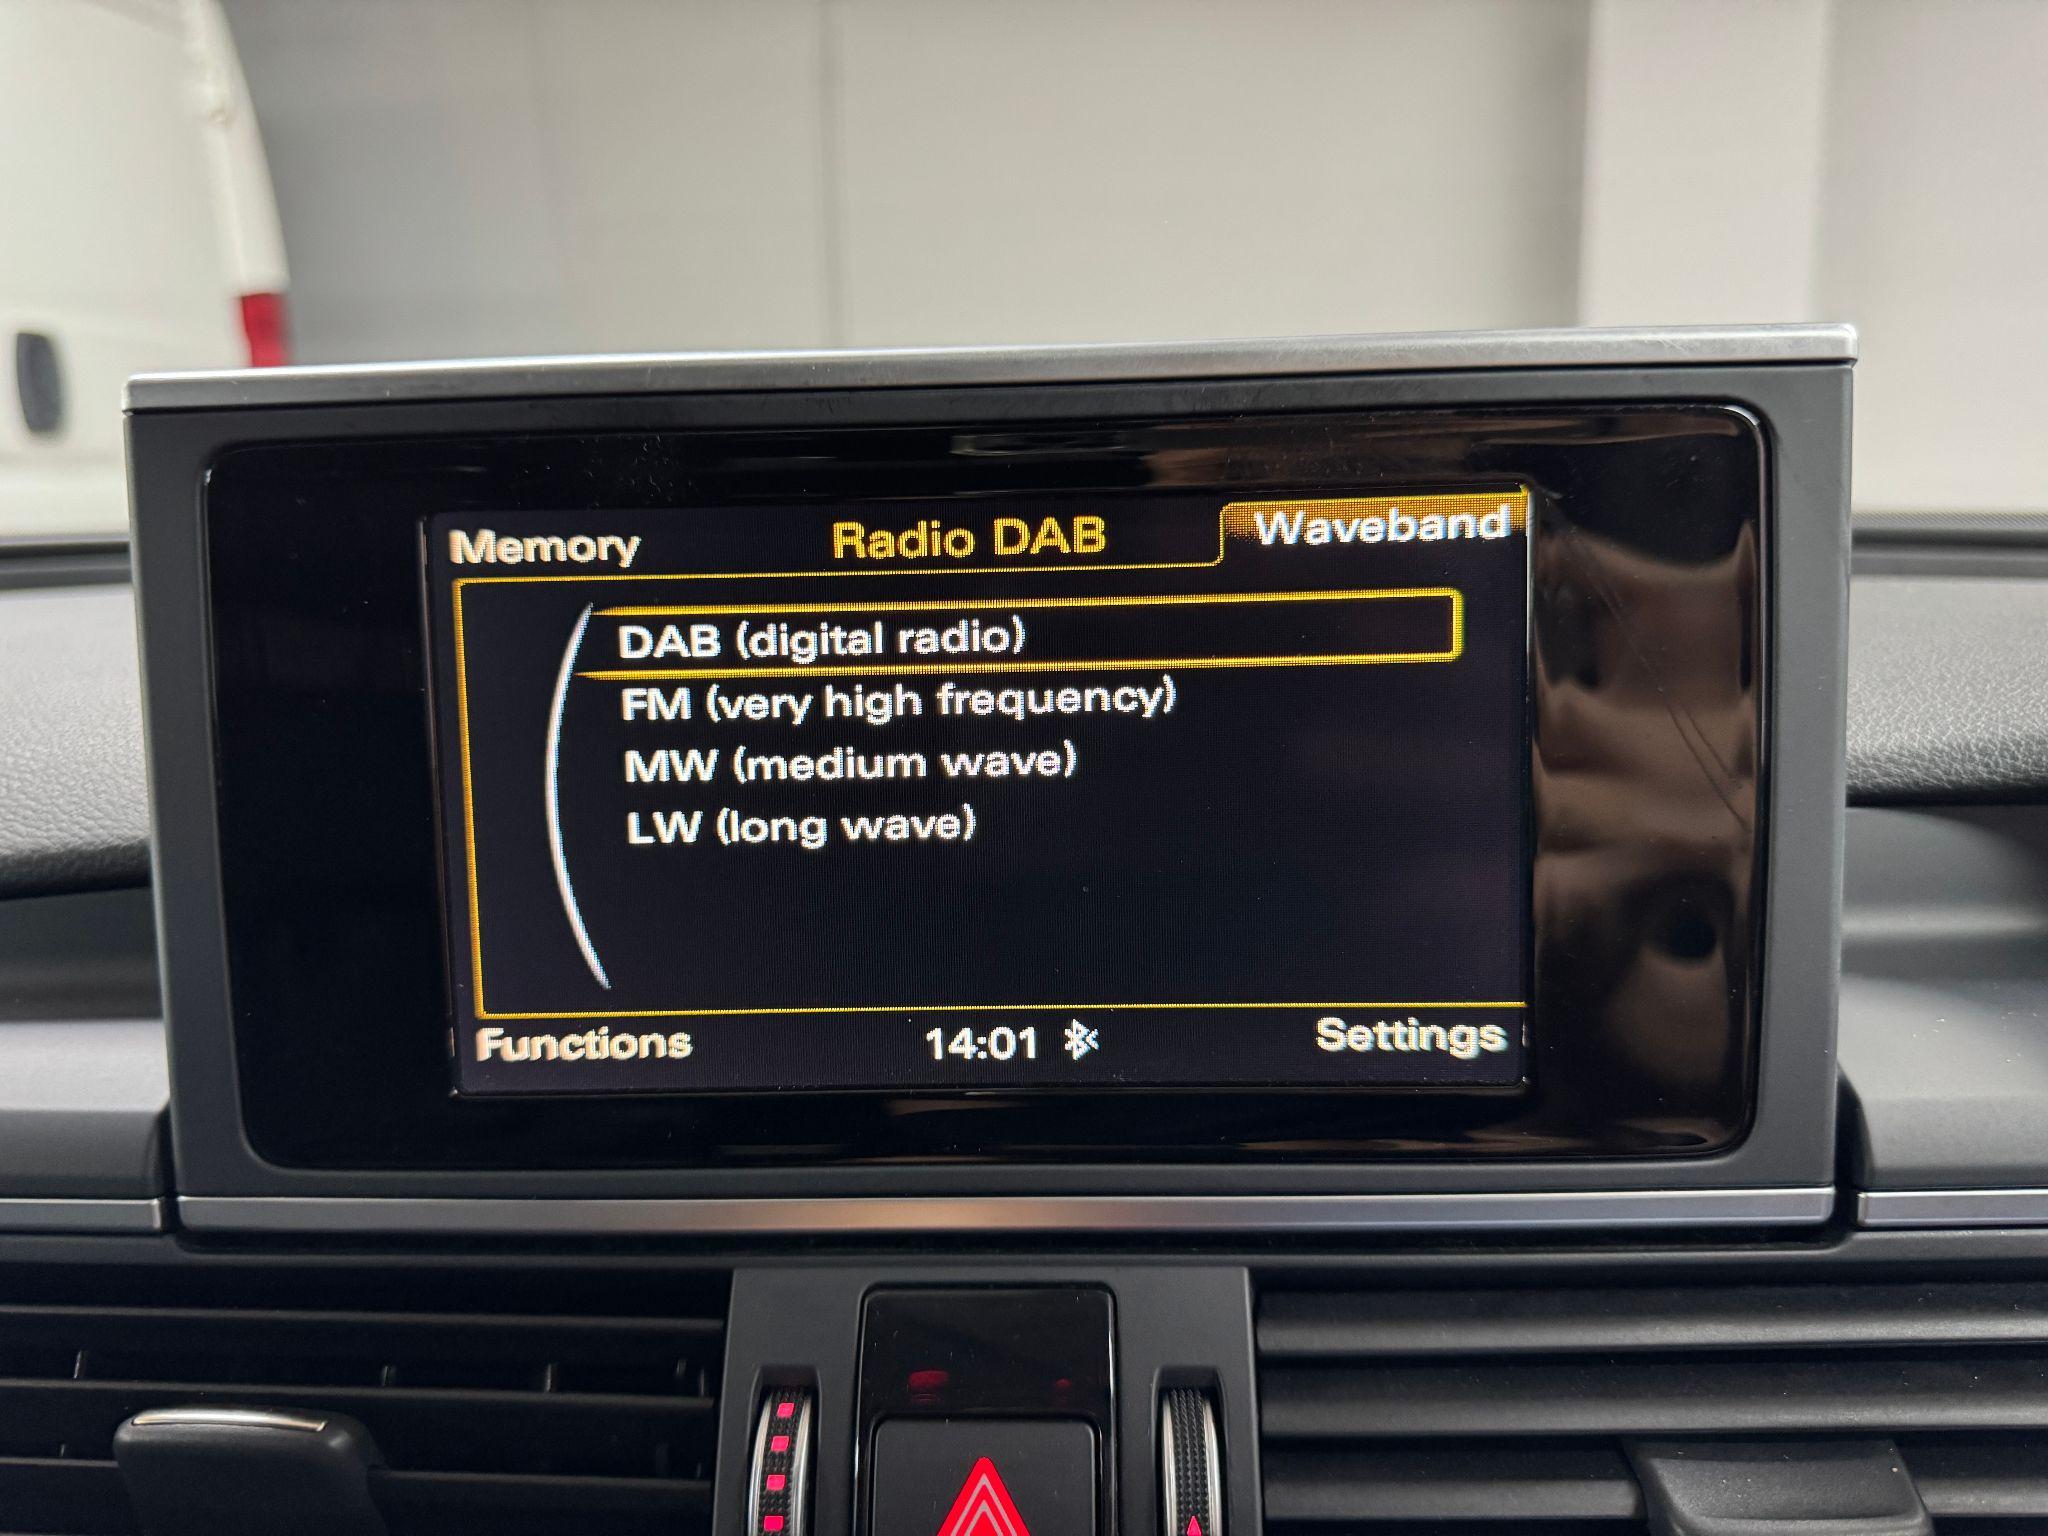 Memory Radio DAB Waveband
DAB (digital radio)
FM (very high frequency)
MW (medium wave)
LW (long wave)
Functions 14:01 Settings